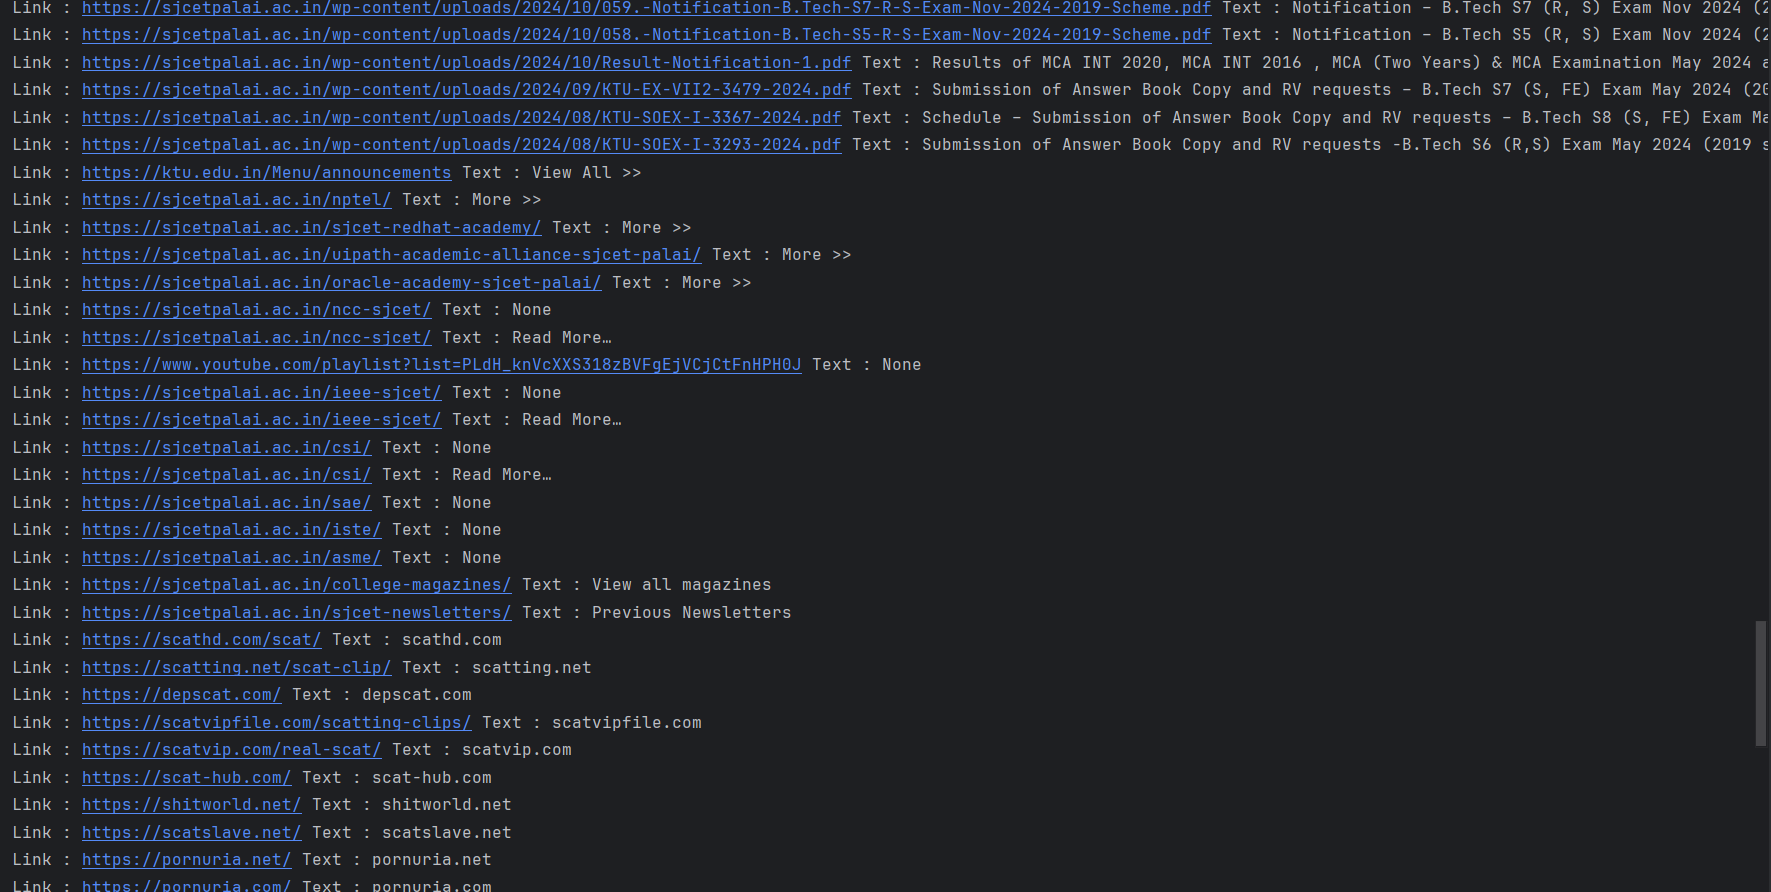 Link : https://sjcetpalai.ac.in/wp-content/uploads/2024/10/059.-Notification-B.Tech-S7-R-S-Exam-Nov-2024-2019-Scheme.pdf Text : Notification – B.Tech S7 (R, S) Exam Nov 2024 (2
Link : https://sjcetpalai.ac.in/wp-content/uploads/2024/10/058.-Notification-B.Tech-S5-R-S-Exam-Nov-2024-2019-Scheme.pdf Text : Notification – B.Tech S5 (R, S) Exam Nov 2024 (2
Link : https://sjcetpalai.ac.in/wp-content/uploads/2024/10/Result-Notification-1.pdf Text : Results of MCA INT 2020, MCA INT 2016 , MCA (Two Years) & MCA Examination May 2024 a
Link : https://sjcetpalai.ac.in/wp-content/uploads/2024/09/KTU-EX-VII2-3479-2024.pdf Text : Submission of Answer Book Copy and RV requests – B.Tech S7 (S, FE) Exam May 2024 (20
Link : https://sjcetpalai.ac.in/wp-content/uploads/2024/08/KTU-SOEX-I-3367-2024.pdf Text : Schedule – Submission of Answer Book Copy and RV requests – B.Tech S8 (S, FE) Exam Ma
Link : https://sjcetpalai.ac.in/wp-content/uploads/2024/08/KTU-SOEX-I-3293-2024.pdf Text : Submission of Answer Book Copy and RV requests -B.Tech S6 (R,S) Exam May 2024 (2019 s
Link : https://ktu.edu.in/Menu/announcements Text : View All >>
Link : https://sjcetpalai.ac.in/nptel/ Text : More >>
Link : https://sjcetpalai.ac.in/sjcet-redhat-academy/ Text : More >>
Link : https://sjcetpalai.ac.in/uipath-academic-alliance-sjcet-palai/ Text : More >>
Link : https://sjcetpalai.ac.in/oracle-academy-sjcet-palai/ Text : More >>
Link : https://sjcetpalai.ac.in/ncc-sjcet/ Text : None
Link : https://sjcetpalai.ac.in/ncc-sjcet/ Text : Read More…
Link : https://www.youtube.com/playlist?list=PLdH_knVcXXS318zBVFgEjVCjCtFnHPH0J Text : None
Link : https://sjcetpalai.ac.in/ieee-sjcet/ Text : None
Link : https://sjcetpalai.ac.in/ieee-sjcet/ Text : Read More…
Link : https://sjcetpalai.ac.in/csi/ Text : None
Link : https://sjcetpalai.ac.in/csi/ Text : Read More…
Link : https://sjcetpalai.ac.in/sae/ Text : None
Link : https://sjcetpalai.ac.in/iste/ Text : None
Link : https://sjcetpalai.ac.in/asme/ Text : None
Link : https://sjcetpalai.ac.in/college-magazines/ Text : View all magazines
Link : https://sjcetpalai.ac.in/sjcet-newsletters/ Text : Previous Newsletters
Link : https://scathd.com/scat/ Text : scathd.com
Link : https://scatting.net/scat-clip/ Text : scatting.net
Link : https://depscat.com/ Text : depscat.com
Link : https://scatvipfile.com/scatting-clips/ Text : scatvipfile.com
Link : https://scatvip.com/real-scat/ Text : scatvip.com
Link : https://scat-hub.com/ Text : scat-hub.com
Link : https://shitworld.net/ Text : shitworld.net
Link : https://scatslave.net/ Text : scatslave.net
Link : https://pornuria.net/ Text : pornuria.net
Link : https://pornuria.com/ Text : pornuria.com